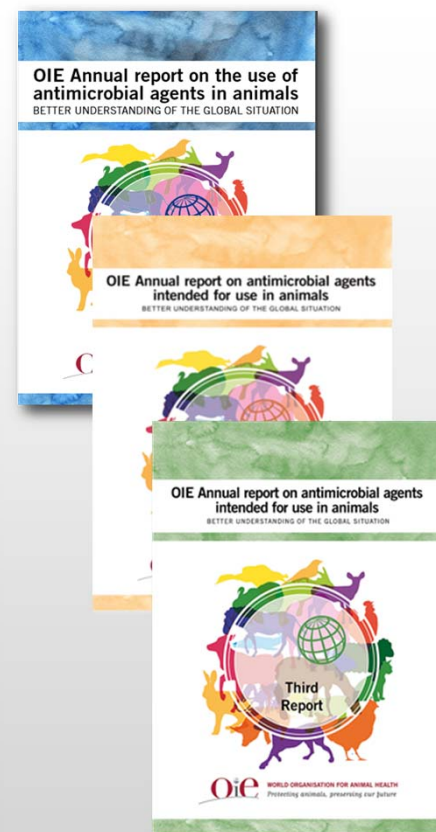 OIE Annual report on the use of
antimicrobial agents in animals
BETTER UNDERSTANDING OF THE GLOBAL SITUATION
OIE Annual report on antimicrobial agents
intended for use in animals
BETTER UNDERSTANDING OF THE GLOBAL SITUATION
OIE Annual report on antimicrobial agents
intended for use in animals
BETTER UNDERSTANDING OF THE GLOBAL SITUATION
Third
Report
Oie WORLD ORGANISATION FOR ANIMAL HEALTH
Protecting animals, preserving our future